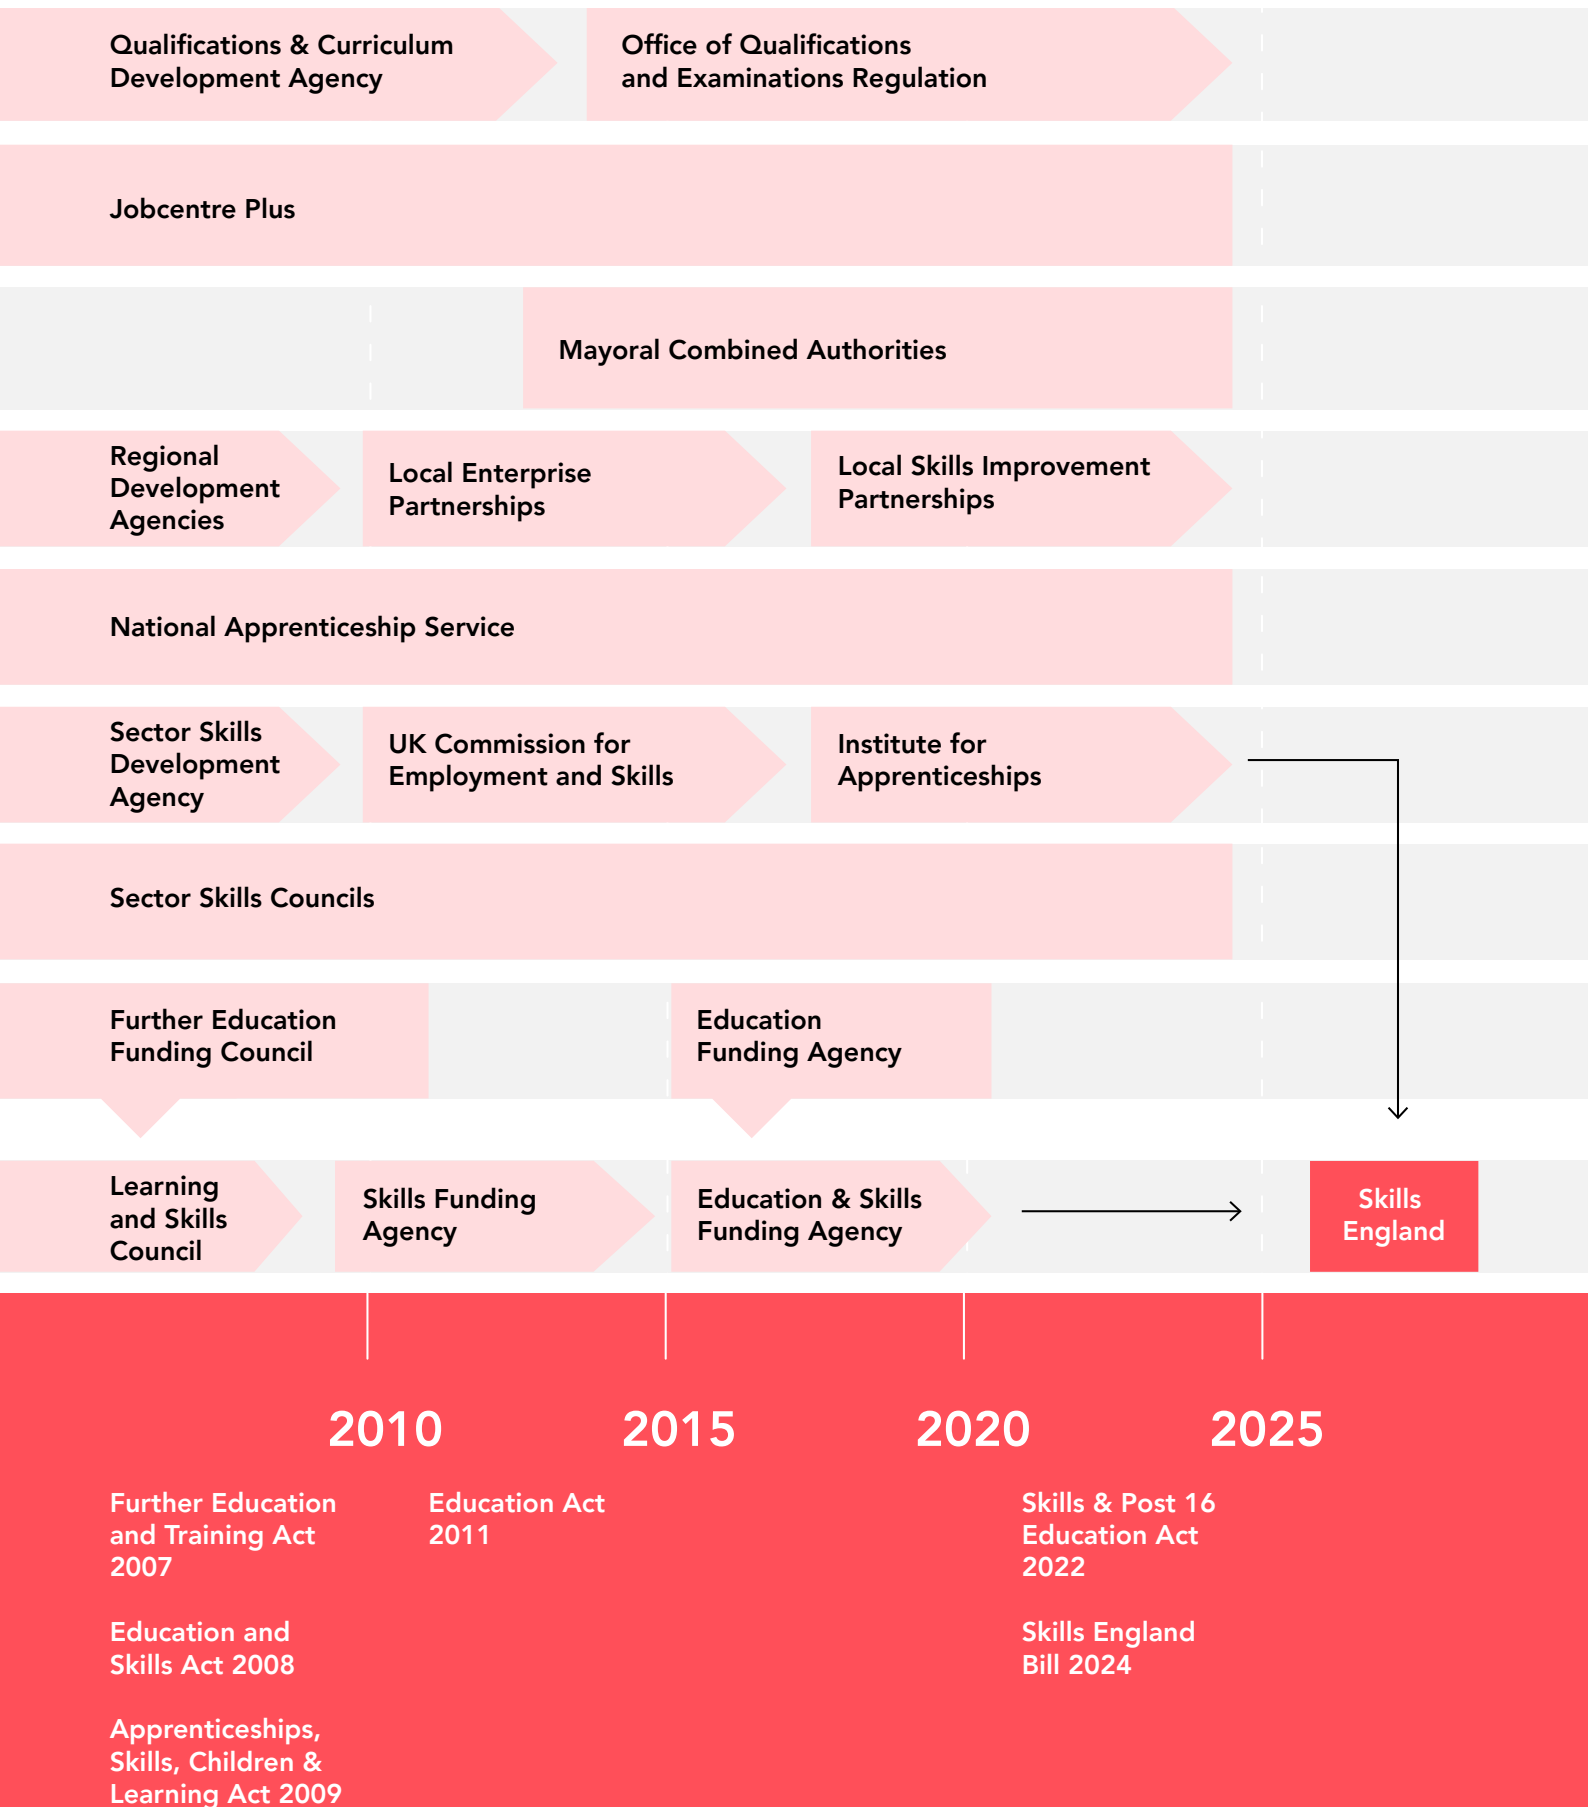 Qualifications & Curriculum
Development Agency
Office of Qualifications
and Examinations Regulation
Jobcentre Plus
Mayoral Combined Authorities
Regional
Development
Agencies
Local Enterprise
Partnerships
Local Skills Improvement
Partnerships
National Apprenticeship Service
Sector Skills
Development
Agency
UK Commission for
Employment and Skills
Institute for
Apprenticeships
Sector Skills Councils
Further Education
Funding Council
Education
Funding Agency
Learning
and Skills
Council
Skills Funding
Agency
Education & Skills
Funding Agency
Skills
England
2010
2015
2020
2025
Further Education
and Training Act
2007
Education and
Skills Act 2008
Apprenticeships,
Skills, Children &
Learning Act 2009
Education Act
2011
Skills & Post 16
Education Act
2022
Skills England
Bill 2024